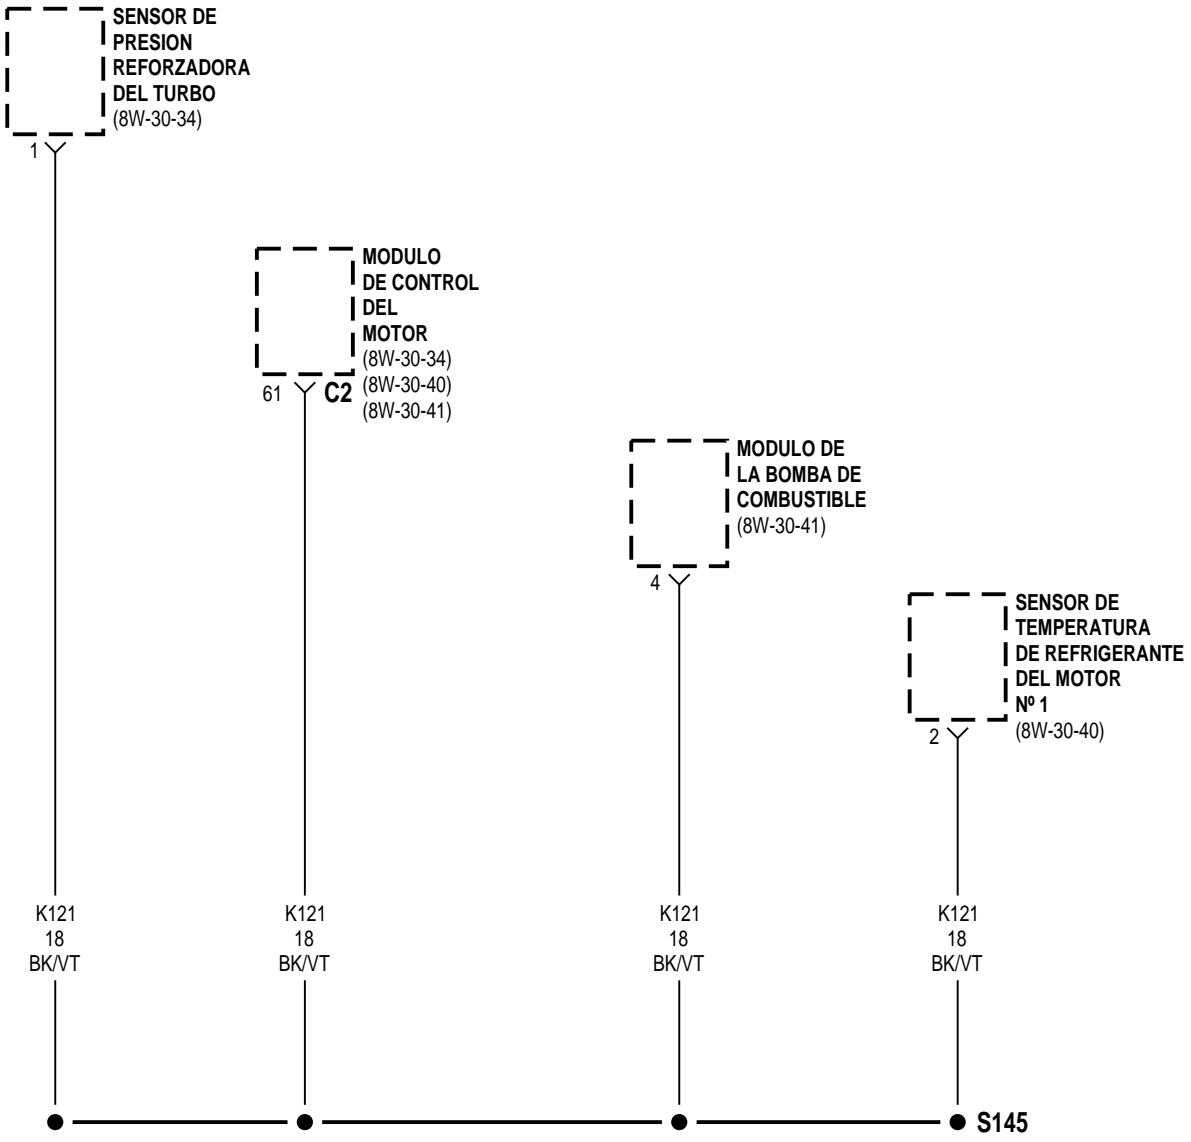 SENSOR DE
PRESION
REFORZADORA
DEL TURBO
(8W-30-34)
1
MODULO
DE CONTROL
DEL
MOTOR
(8W-30-34)
(8W-30-40)
(8W-30-41)
61
C2
MODULO DE
LA BOMBA DE
COMBUSTIBLE
(8W-30-41)
4
SENSOR DE
TEMPERATURA
DE REFRIGERANTE
DEL MOTOR
Nº 1
(8W-30-40)
2
K121
18
BK/VT
K121
18
BK/VT
K121
18
BK/VT
K121
18
BK/VT
S145